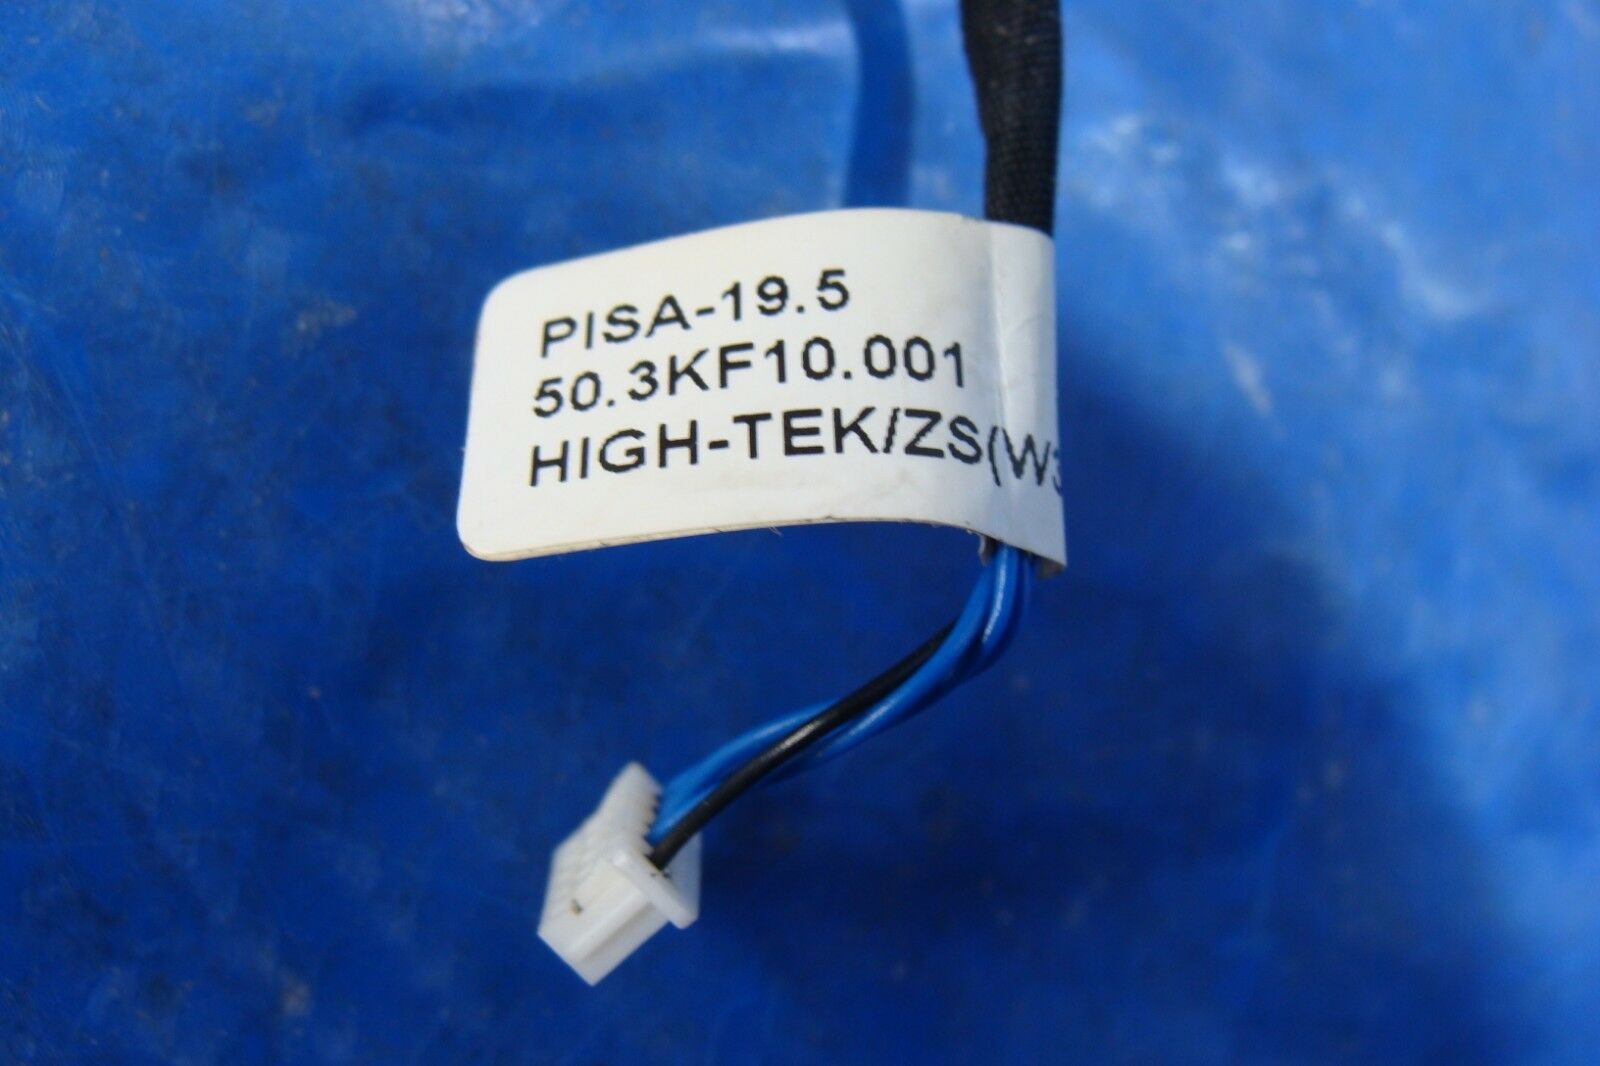 PISA-19.5
50.3KF10.001
HIGH-TEK/ZS(W